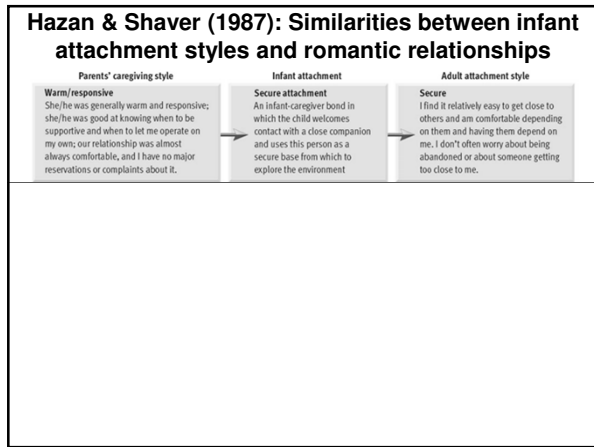 Hazan & Shaver (1987): Similarities between infant
attachment styles and romantic relationships
Parents' caregiving style
Warm/responsive
She/he was generally warm and responsive;
she/he was good at knowing when to be
supportive and when to let me operate on
my own; our relationship was almost
always comfortable, and I have no major
reservations or complaints about it.
Infant attachment
Secure attachment
An infant-caregiver bond in
which the child welcomes
contact with a close companion
and uses this person as a
secure base from which to
explore the environment
Adult attachment style
Secure
I find it relatively easy to get close to
others and am comfortable depending
on them and having them depend on
me. I don't often worry about being
abandoned or about someone getting
too close to me.